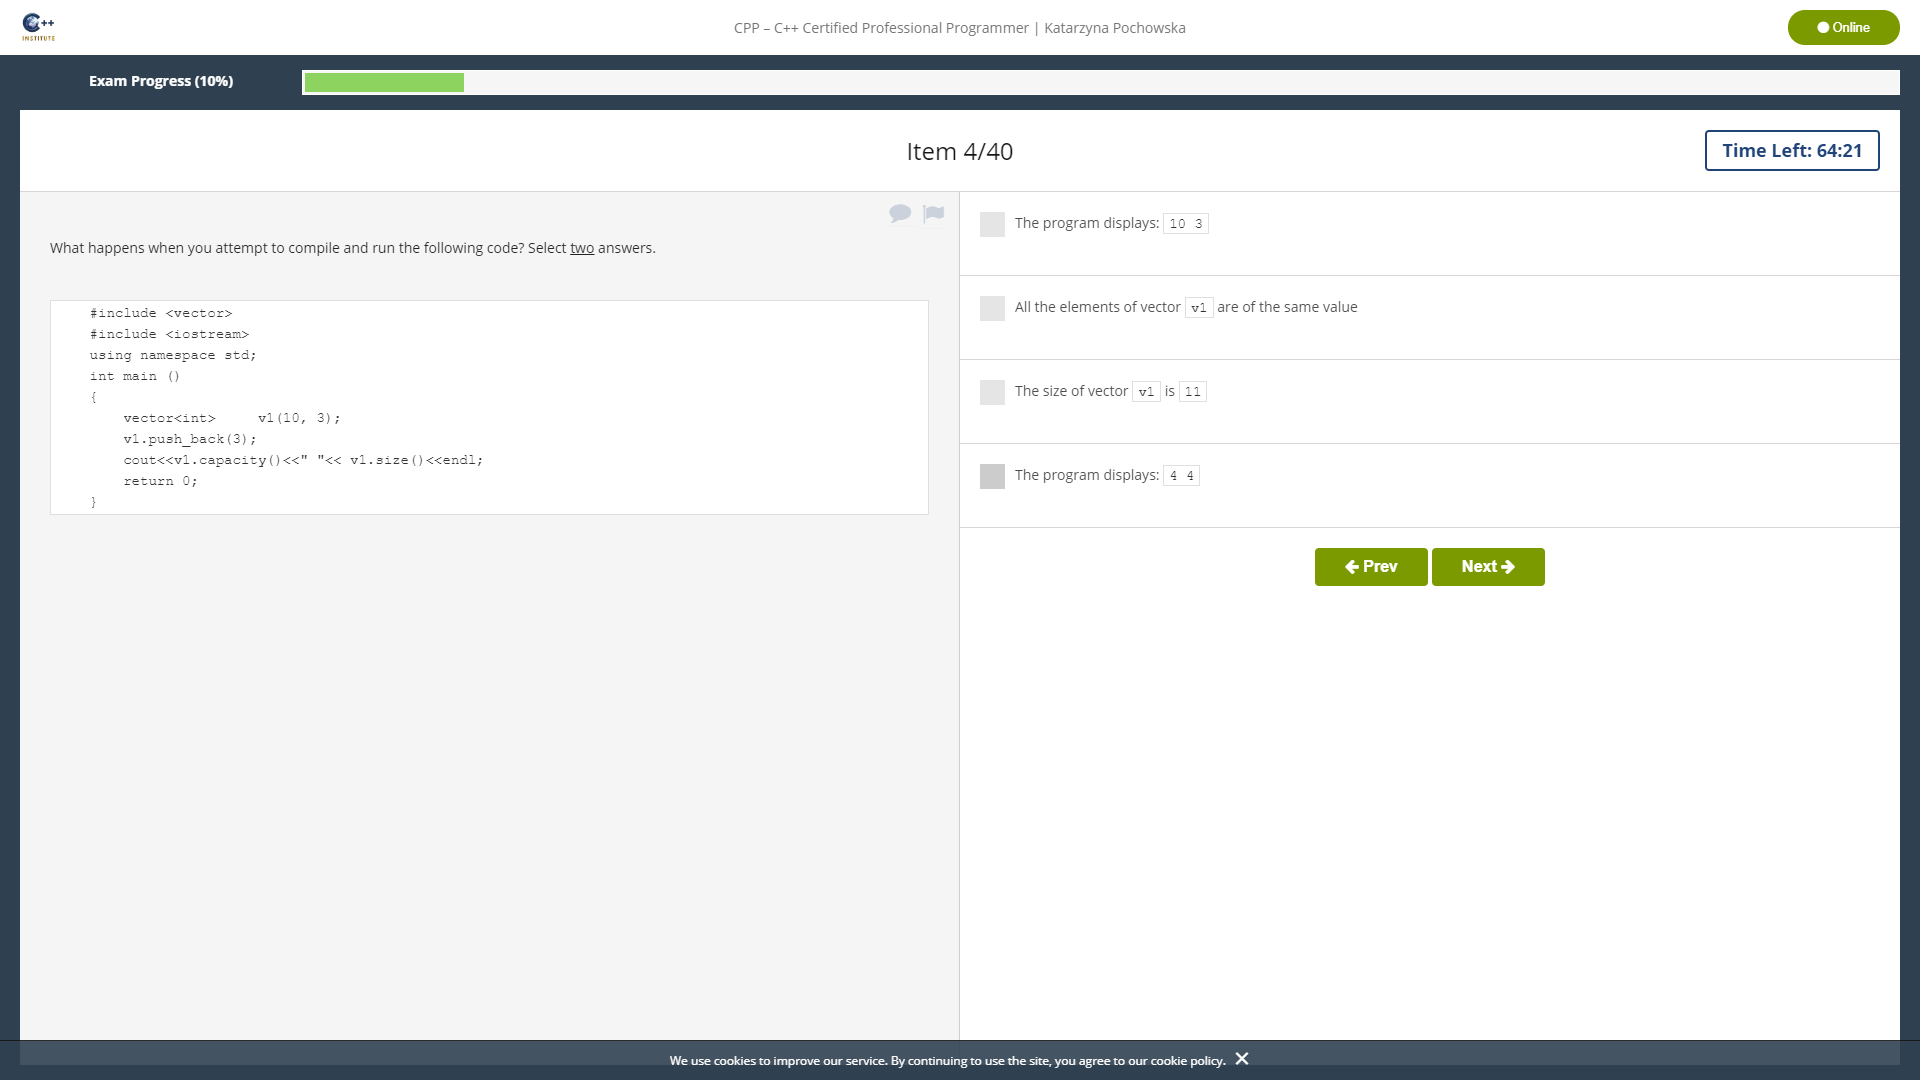 C++
INSTITUTE
CPP – C++ Certified Professional Programmer | Katarzyna Pochowska
Online
Exam Progress (10%)
Item 4/40
Time Left: 64:21
What happens when you attempt to compile and run the following code? Select two answers.
#include <vector>
#include <iostream>
using namespace std;
int main ()
{
    vector<int>     v1(10, 3);
    v1.push_back(3);
    cout<<v1.capacity()<<" "<< v1.size()<<endl;
    return 0;
}
The program displays: 10 3
All the elements of vector v1 are of the same value
The size of vector v1 is 11
The program displays: 4 4
Prev
Next
We use cookies to improve our service. By continuing to use the site, you agree to our cookie policy.